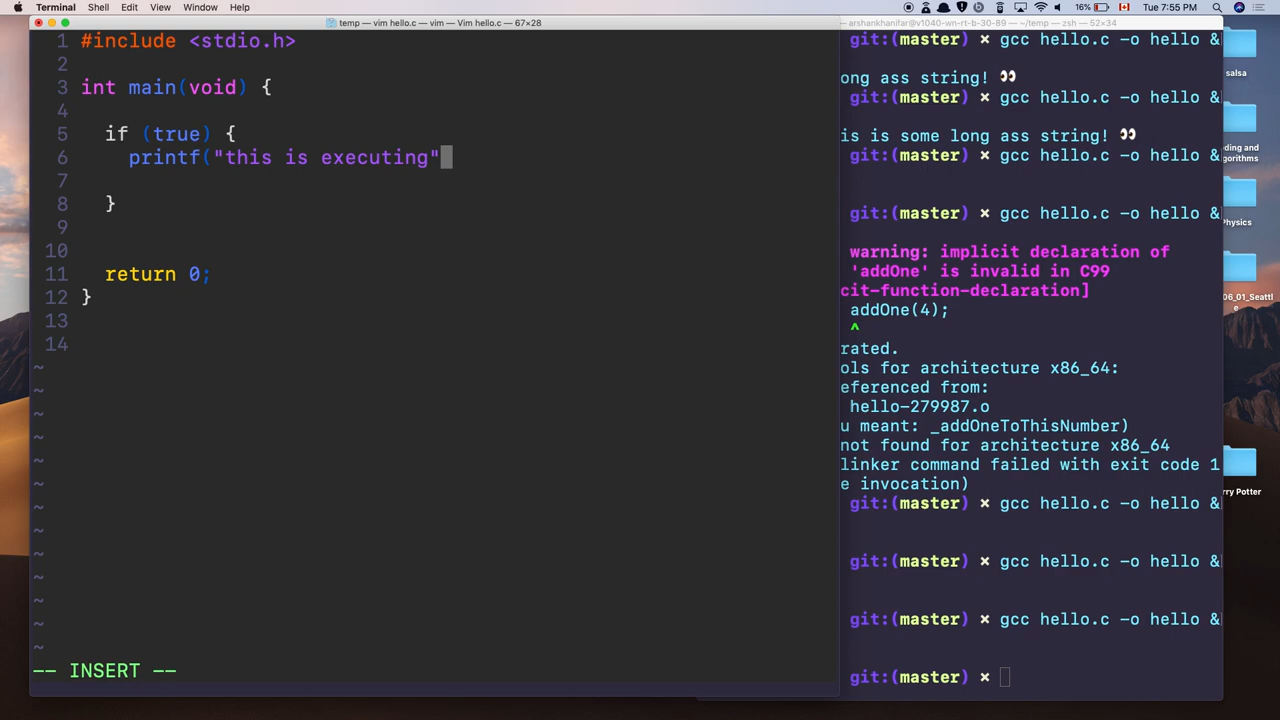 Terminal Shell Edit View Window Help 16% Tue 7:55 PM
temp — vim hello.c — vim — Vim hello.c — 67×28
arshankhanifar@v1040-wn-rt-b-30-89 — ~/temp — zsh — 52×34
1 #include <stdio.h>
2
3 int main(void) {
4
5 if (true) {
6 printf("this is executing"
7
8 }
9
10
11 return 0;
12 }
13
14
~
~
~
~
~
~
~
~
~
~
~
~
~
-- INSERT --
git:(master) × gcc hello.c -o hello &
ong ass string! 👀
git:(master) × gcc hello.c -o hello &
is is some long ass string! 👀
git:(master) × gcc hello.c -o hello &
git:(master) × gcc hello.c -o hello &
warning: implicit declaration of
'addOne' is invalid in C99
cit-function-declaration]
addOne(4);
^
rated.
ols for architecture x86_64:
eferenced from:
hello-279987.o
u meant: _addOneToThisNumber)
not found for architecture x86_64
linker command failed with exit code 1
e invocation)
git:(master) × gcc hello.c -o hello &
git:(master) × gcc hello.c -o hello &
git:(master) × gcc hello.c -o hello &
git:(master) ×
salsa
ding and
gorithms
Physics
06_01_Seattl
e
rry Potter